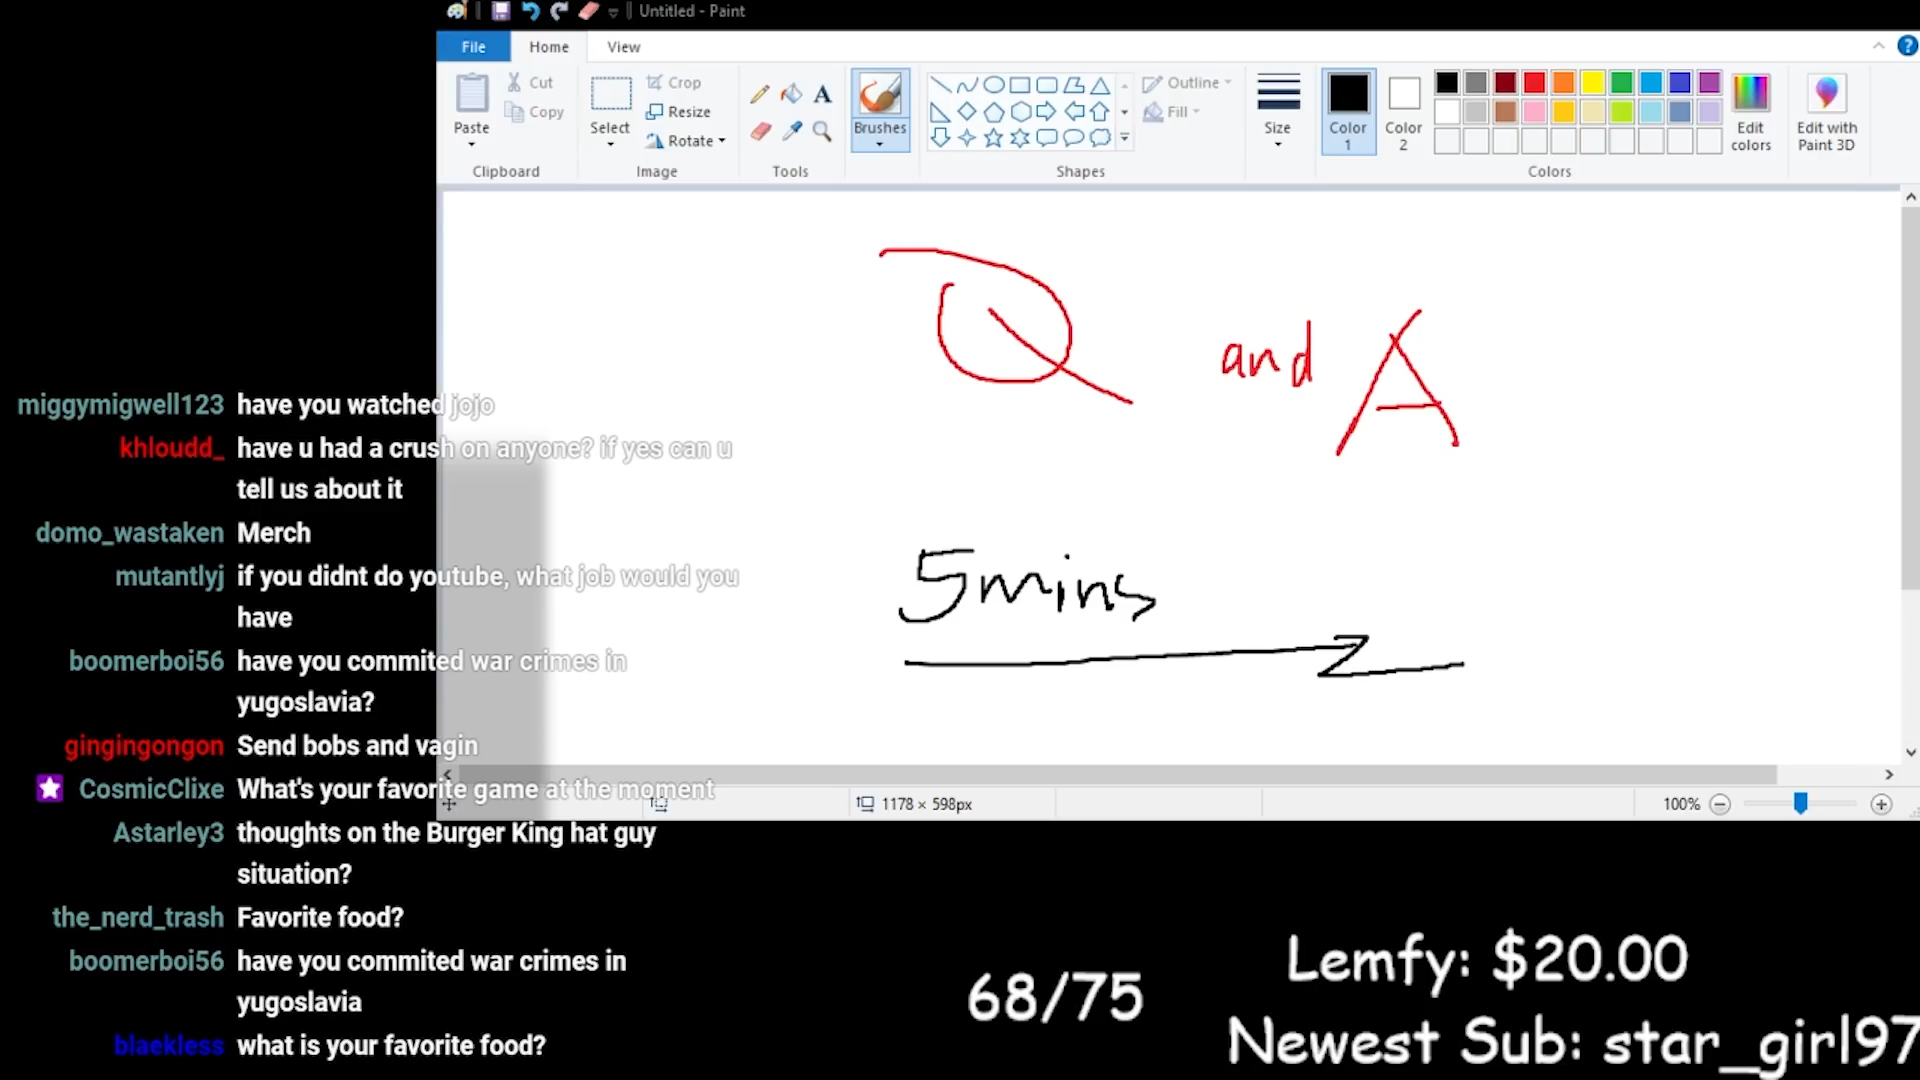 Untitled - Paint
File Home View
Paste
Cut
Copy
Clipboard
Select
Crop
Resize
Rotate
Image
A
Tools
Brushes
Shapes
Outline
Fill
Size
Color 1
Color 2
Edit colors
Colors
Edit with Paint 3D
Q and A
5mins
miggymigwell123 have you watched jojo
khloudd_ have u had a crush on anyone? if yes can u
tell us about it
domo_wastaken Merch
mutantlyj if you didnt do youtube, what job would you
have
boomerboi56 have you commited war crimes in
yugoslavia?
gingingongon Send bobs and vagin
CosmicClixe What's your favorite game at the moment
Astarley3 thoughts on the Burger King hat guy
situation?
the_nerd_trash Favorite food?
boomerboi56 have you commited war crimes in
yugoslavia
blaekless what is your favorite food?
1178 × 598px
100%
68/75
Lemfy: $20.00
Newest Sub: star_girl97